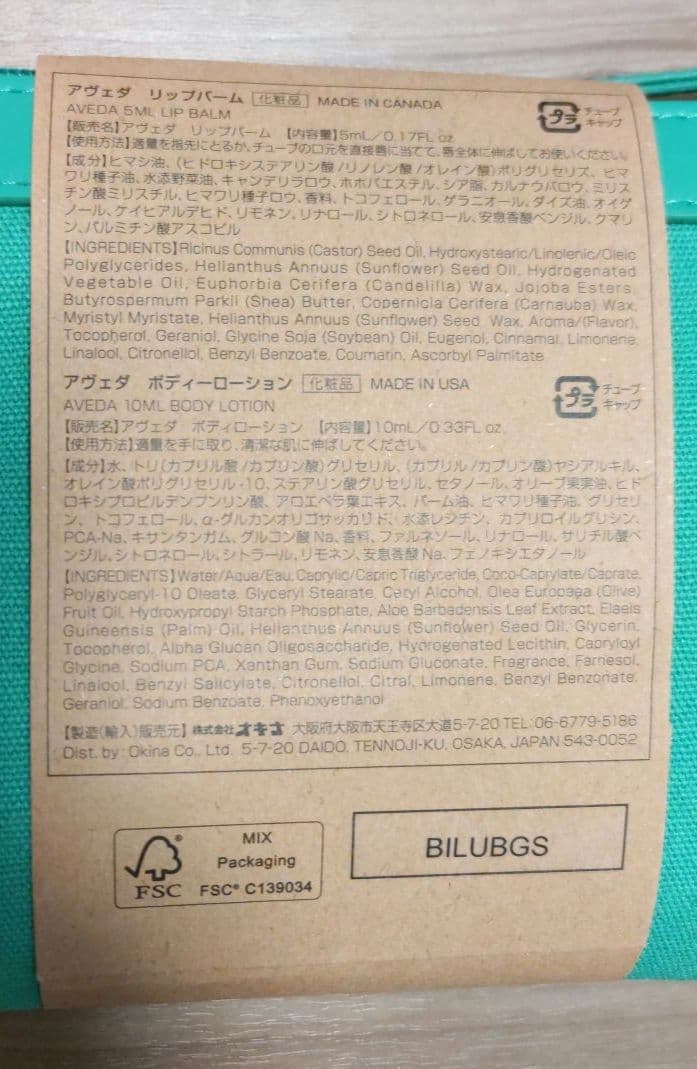 アヴェダ リップバーム 化粧品 MADE IN CANADA
AVEDA 5ML LIP BALM
プラ チューブ キャップ
【販売名】アヴェダ リップバーム 【内容量】5mL/0.17FL oz
【使用方法】適量を指先にとるか、チューブの口元を直接唇に当てて、唇全体に伸ばしてお使いください。
【成分】ヒマシ油、(ヒドロキシステアリン酸/リノレン酸/オレイン酸)ポリグリセリズ、ヒマ
ワリ種子油、水添野菜油、キャンデリラロウ、ホホバエステル、シア脂、カルナウバロウ、ミリス
チン酸ミリスチル、ヒマワリ種子ロウ、香料、トコフェロール、ゲラニオール、ダイズ油、オイゲ
ノール、ケイヒアルデヒド、リモネン、リナロール、シトロネロール、安息香酸ベンジル、クマリ
ン、パルミチン酸アスコビル
【INGREDIENTS】Ricinus Communis (Castor) Seed Oil, Hydroxystearic/Linolenic/Oleic
Polyglycerides, Helianthus Annuus (Sunflower) Seed Oil, Hydrogenated
Vegetable Oil, Euphorbia Cerifera (Candelilla) Wax, Jojoba Esters,
Butyrospermum Parkii (Shea) Butter, Copernicia Cerifera (Carnauba) Wax,
Myristyl Myristate, Helianthus Annuus (Sunflower) Seed Wax, Aroma/(Flavor),
Tocopherol, Geraniol, Glycine Soja (Soybean) Oil, Eugenol, Cinnamal, Limonene,
Linalool, Citronellol, Benzyl Benzoate, Coumarin, Ascorbyl Palmitate
アヴェダ ボディーローション 化粧品 MADE IN USA
AVEDA 10ML BODY LOTION
プラ チューブ キャップ
【販売名】アヴェダ ボディローション 【内容量】10mL/0.33FL oz
【使用方法】適量を手に取り、清潔な肌に伸ばしてください。
【成分】水、トリ(カプリル酸/カプリン酸)グリセリル、(カプリル/カプリン酸)ヤシアルキル、
オレイン酸ポリグリセリル-10、ステアリン酸グリセリル、セタノール、オリーブ果実油、ヒド
ロキシプロピルデンプンリン酸、アロエベラ葉エキス、パーム油、ヒマワリ種子油、グリセリ
ン、トコフェロール、α-グルカンオリゴサッカリド、水添レシチン、カプリロイルグリシン、
PCA-Na、キサンタンガム、グルコン酸Na、香料、ファルネソール、リナロール、サリチル酸ベ
ンジル、シトロネロール、シトラール、リモネン、安息香酸Na、フェノキシエタノール
【INGREDIENTS】Water/Aqua/Eau, Caprylic/Capric Triglyceride, Coco-Caprylate/Caprate,
Polyglyceryl-10 Oleate, Glyceryl Stearate, Cetyl Alcohol, Olea Europaea (Olive)
Fruit Oil, Hydroxypropyl Starch Phosphate, Aloe Barbadensis Leaf Extract, Elaeis
Guineensis (Palm) Oil, Helianthus Annuus (Sunflower) Seed Oil, Glycerin,
Tocopherol, Alpha Glucan Oligosaccharide, Hydrogenated Lecithin, Capryloyl
Glycine, Sodium PCA, Xanthan Gum, Sodium Gluconate, Fragrance, Farnesol,
Linalool, Benzyl Salicylate, Citronellol, Citral, Limonene, Benzyl Benzonate,
Geraniol, Sodium Benzoate, Phenoxyethanol
【製造(輸入)販売元】 株式会社オキナ 大阪府大阪市天王寺区大道5-7-20 TEL:06-6779-5186
Dist. by: Okina Co., Ltd. 5-7-20 DAIDO, TENNOJI-KU, OSAKA, JAPAN 543-0052
MIX
Packaging
FSC FSC® C139034
BILUBGS